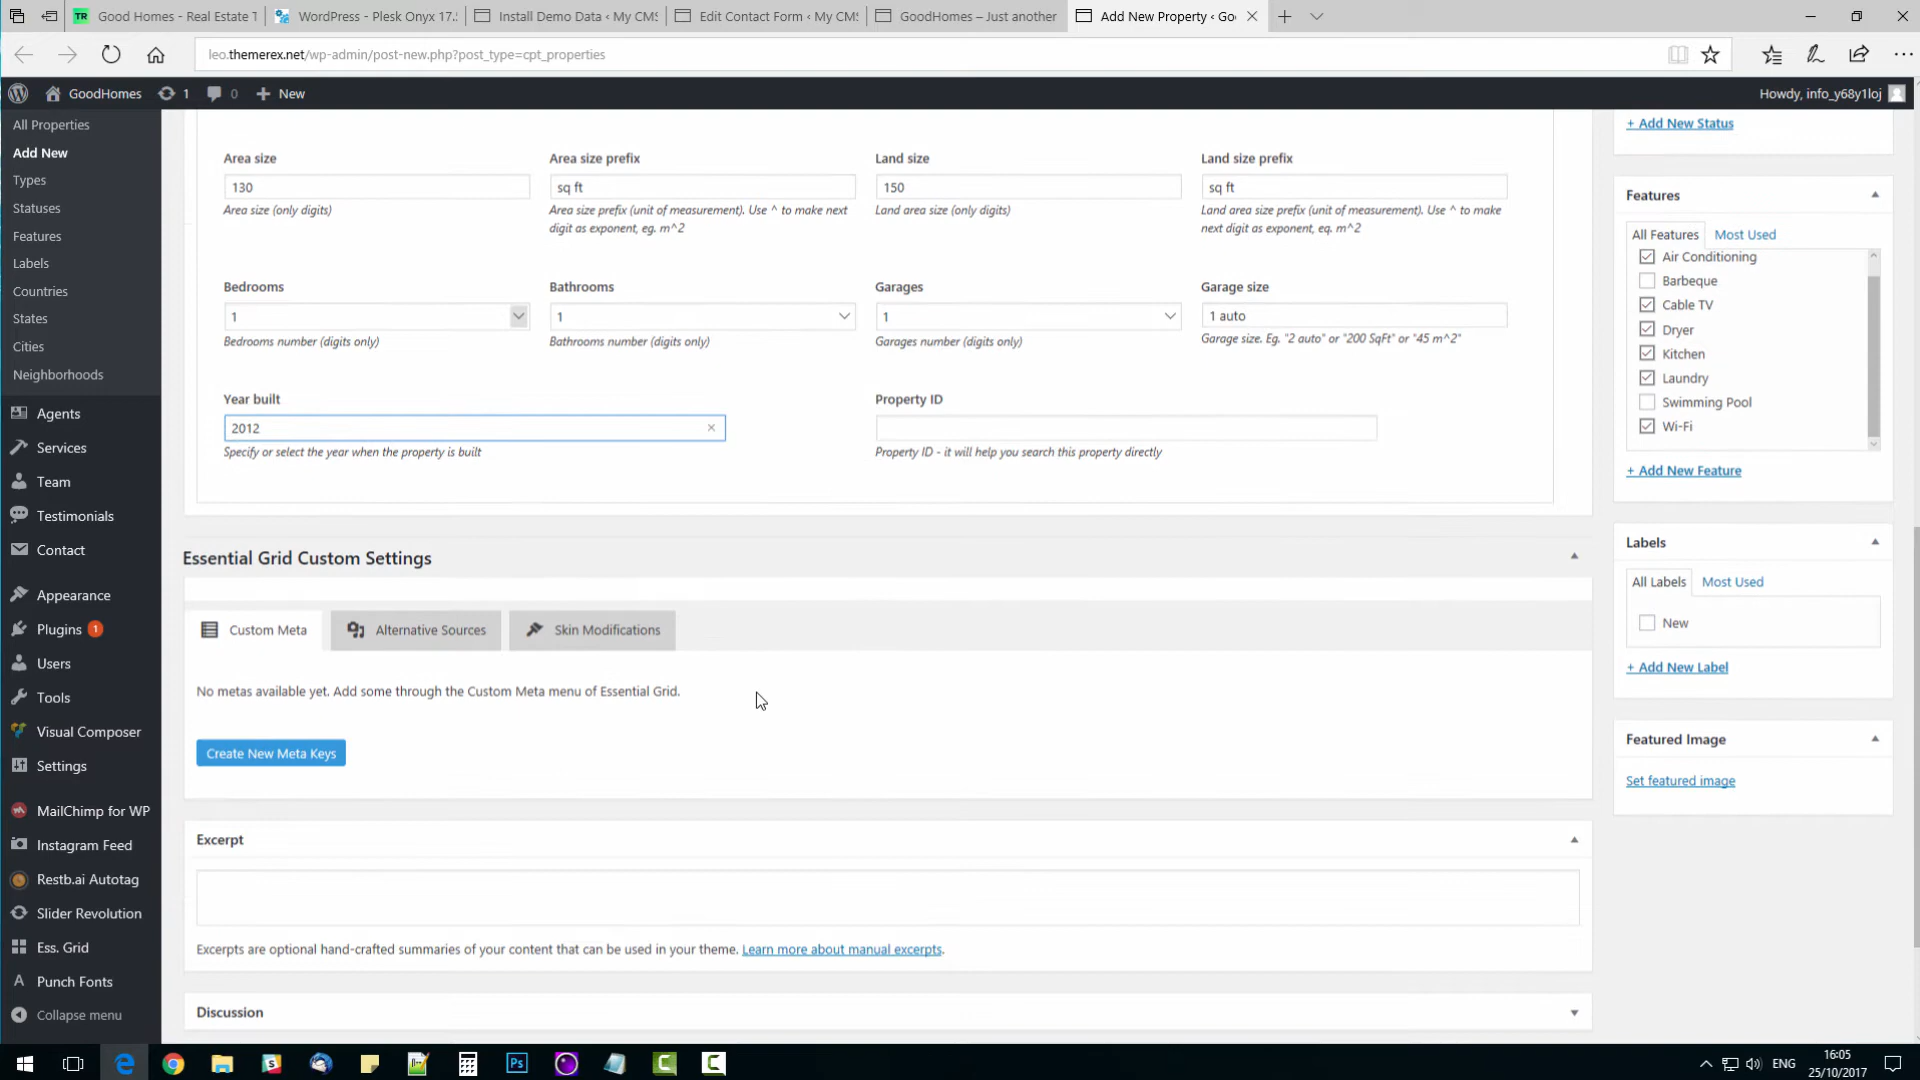 Good Homes - Real Estate T
WordPress - Plesk Onyx 17.
Install Demo Data ‹ My CMS
Edit Contact Form ‹ My CMS
GoodHomes – Just another
Add New Property ‹ Go
leo.themerex.net/wp-admin/post-new.php?post_type=cpt_properties
GoodHomes 1 0 New
Howdy, info_y68y1loj
All Properties
Add New
Types
Statuses
Features
Labels
Countries
States
Cities
Neighborhoods
Agents
Services
Team
Testimonials
Contact
Appearance
Plugins 1
Users
Tools
Visual Composer
Settings
MailChimp for WP
Instagram Feed
Restb.ai Autotag
Slider Revolution
Ess. Grid
Punch Fonts
Collapse menu
Area size
130
Area size (only digits)
Area size prefix
sq ft
Area size prefix (unit of measurement). Use ^ to make next
digit as exponent, eg. m^2
Land size
150
Land area size (only digits)
Land size prefix
sq ft
Land area size prefix (unit of measurement). Use ^ to make
next digit as exponent, eq. m^2
Bedrooms
1
Bedrooms number (digits only)
Bathrooms
1
Bathrooms number (digits only)
Garages
1
Garages number (digits only)
Garage size
1 auto
Garage size. Eg. "2 auto" or "200 SqFt" or "45 m^2"
Year built
2012
Specify or select the year when the property is built
Property ID
Property ID - it will help you search this property directly
Essential Grid Custom Settings
Custom Meta
Alternative Sources
Skin Modifications
No metas available yet. Add some through the Custom Meta menu of Essential Grid.
Create New Meta Keys
Excerpt
Excerpts are optional hand-crafted summaries of your content that can be used in your theme. Learn more about manual excerpts.
Discussion
+ Add New Status
Features
All Features
Most Used
Air Conditioning
Barbeque
Cable TV
Dryer
Kitchen
Laundry
Swimming Pool
Wi-Fi
+ Add New Feature
Labels
All Labels
Most Used
New
+ Add New Label
Featured Image
Set featured image
Ps
ENG
16:05
25/10/2017